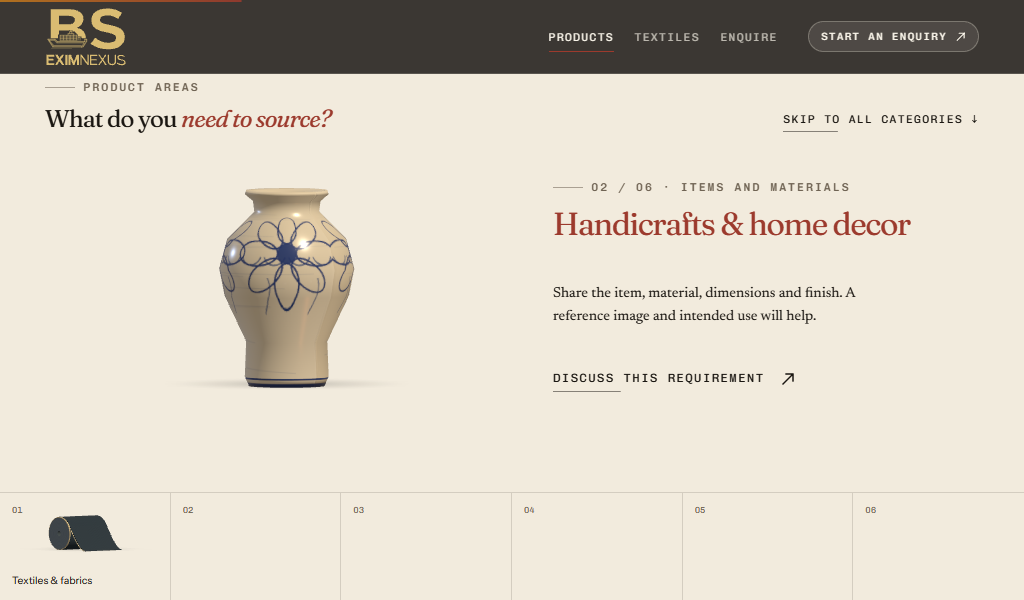 BS
EXIMNEXUS
PRODUCTS
TEXTILES
ENQUIRE
START AN ENQUIRY ↗
PRODUCT AREAS
What do you need to source?
SKIP TO ALL CATEGORIES ↓
02 / 06 · ITEMS AND MATERIALS
Handicrafts & home decor
Share the item, material, dimensions and finish. A
reference image and intended use will help.
DISCUSS THIS REQUIREMENT ↗
01
Textiles & fabrics
02
03
04
05
06